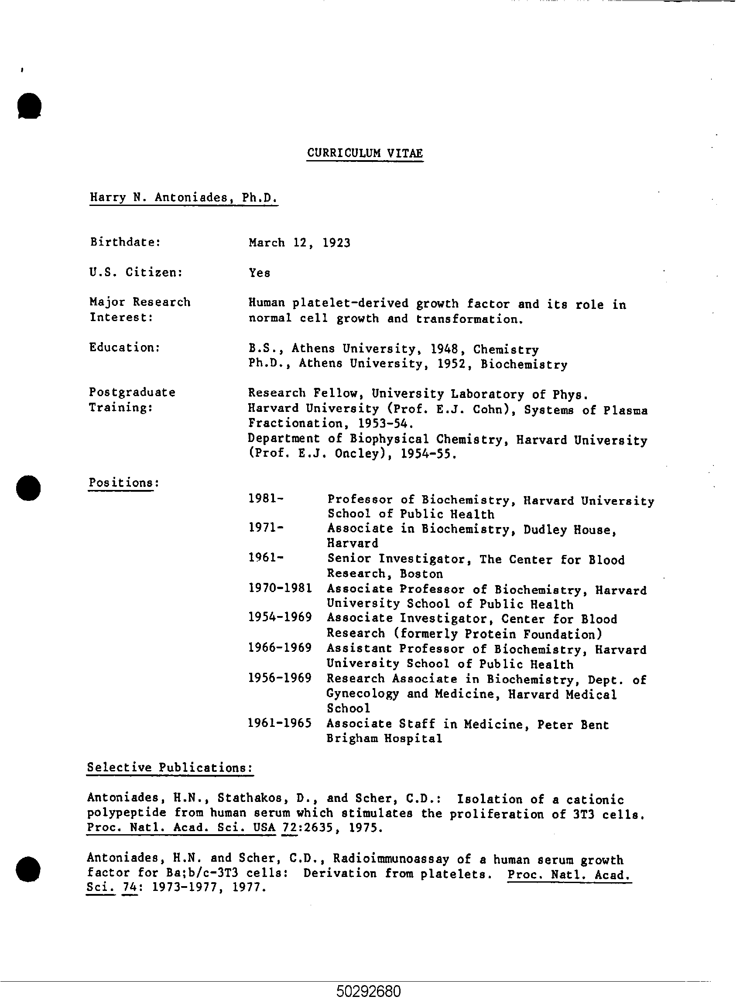 CURRICULUM VITAE
Harry N. Antoniades, Ph.D.
Birthdate: March 12, 1923
U.S. Citizen: Yes
Major Research Human platelet-derived growth factor and its role in
Interest: normal cell growth and transformation.
Education: B.S., Athens University, 1948, Chemistry
Ph.D., Athens University, 1952, Biochemistry
Postgraduate Research Fellow, University Laboratory of Phys.
Training: Harvard University (Prof. E.J. Cohn), Systems of Plasma
Fractionation, 1953-54.
Department of Biophysical Chemistry, Harvard University
(Prof. E.J. Oncley), 1954-55.
Positions:
1981- Professor of Biochemistry, Harvard University
School of Public Health
1971- Associate in Biochemistry, Dudley House,
Harvard
1961- Senior Investigator, The Center for Blood
Research, Boston
1970-1981 Associate Professor of Biochemistry, Harvard
University School of Public Health
1954-1969 Associate Investigator, Center for Blood
Research (formerly Protein Foundation)
1966-1969 Assistant Professor of Biochemistry, Harvard
University School of Public Health
1956-1969 Research Associate in Biochemistry, Dept. of
Gynecology and Medicine, Harvard Medical
School
1961-1965 Associate Staff in Medicine, Peter Bent
Brigham Hospital
Selective Publications:
Antoniades, H.N., Stathakos, D., and Scher, C.D.: Isolation of a cationic
polypeptide from human serum which stimulates the proliferation of 3T3 cells.
Proc. Natl. Acad. Sci. USA 72:2635, 1975.
Antoniades, H.N. and Scher, C.D., Radioimmunoassay of a human serum growth
factor for Ba;b/c-3T3 cells: Derivation from platelets. Proc. Natl. Acad.
Sci. 74: 1973-1977, 1977.
50292680